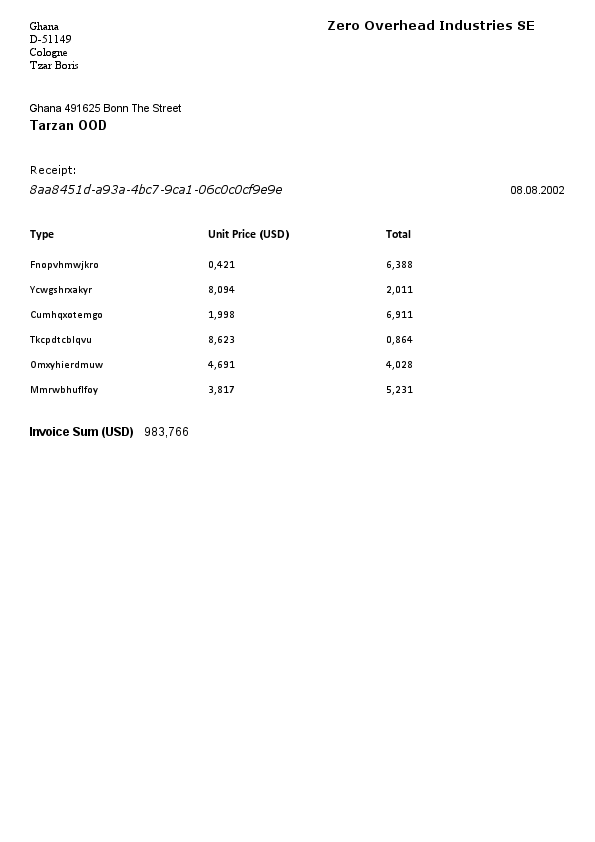 Ghana
D-51149
Cologne
Tzar Boris
Zero Overhead Industries SE
Ghana 491625 Bonn The Street
Tarzan OOD
Receipt:
8aa8451d-a93a-4bc7-9ca1-06c0c0cf9e9e 08.08.2002
Type Unit Price (USD) Total
Fnopvhmwjkro 0,421 6,388
Ycwgshrxakyr 8,094 2,011
Cumhqxotemgo 1,998 6,911
Tkcpdtcblqvu 8,623 0,864
Omxyhierdmuw 4,691 4,028
Mmrwbhuflfoy 3,817 5,231
Invoice Sum (USD) 983,766